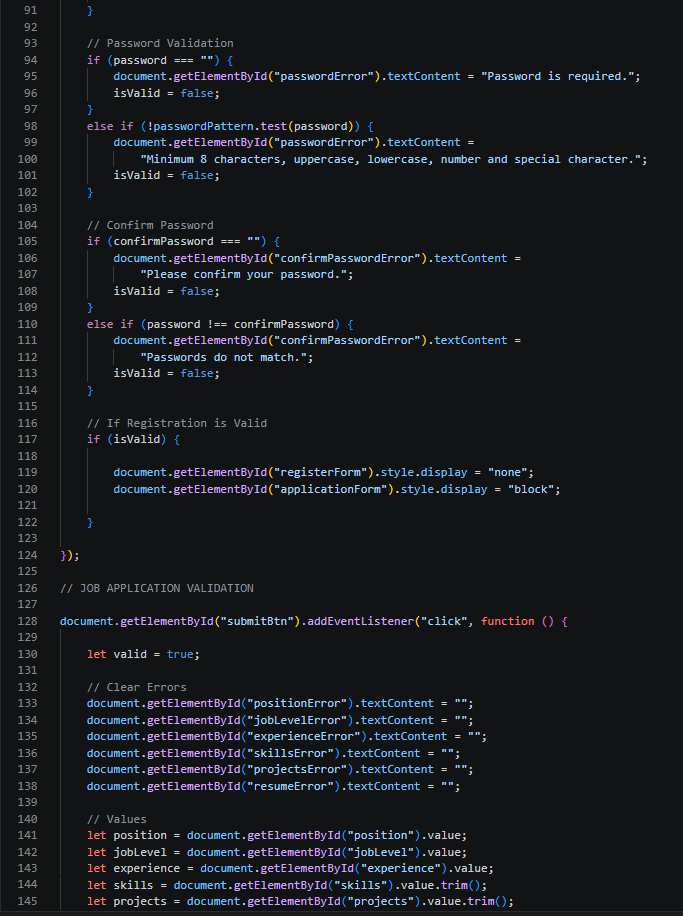 91     }
92
93     // Password Validation
94     if (password === "") {
95         document.getElementById("passwordError").textContent = "Password is required.";
96         isValid = false;
97     }
98     else if (!passwordPattern.test(password)) {
99         document.getElementById("passwordError").textContent =
100             "Minimum 8 characters, uppercase, lowercase, number and special character.";
101         isValid = false;
102     }
103
104     // Confirm Password
105     if (confirmPassword === "") {
106         document.getElementById("confirmPasswordError").textContent =
107             "Please confirm your password.";
108         isValid = false;
109     }
110     else if (password !== confirmPassword) {
111         document.getElementById("confirmPasswordError").textContent =
112             "Passwords do not match.";
113         isValid = false;
114     }
115
116     // If Registration is Valid
117     if (isValid) {
118
119         document.getElementById("registerForm").style.display = "none";
120         document.getElementById("applicationForm").style.display = "block";
121
122     }
123
124 });
125
126 // JOB APPLICATION VALIDATION
127
128 document.getElementById("submitBtn").addEventListener("click", function () {
129
130     let valid = true;
131
132     // Clear Errors
133     document.getElementById("positionError").textContent = "";
134     document.getElementById("jobLevelError").textContent = "";
135     document.getElementById("experienceError").textContent = "";
136     document.getElementById("skillsError").textContent = "";
137     document.getElementById("projectsError").textContent = "";
138     document.getElementById("resumeError").textContent = "";
139
140     // Values
141     let position = document.getElementById("position").value;
142     let jobLevel = document.getElementById("jobLevel").value;
143     let experience = document.getElementById("experience").value;
144     let skills = document.getElementById("skills").value.trim();
145     let projects = document.getElementById("projects").value.trim();